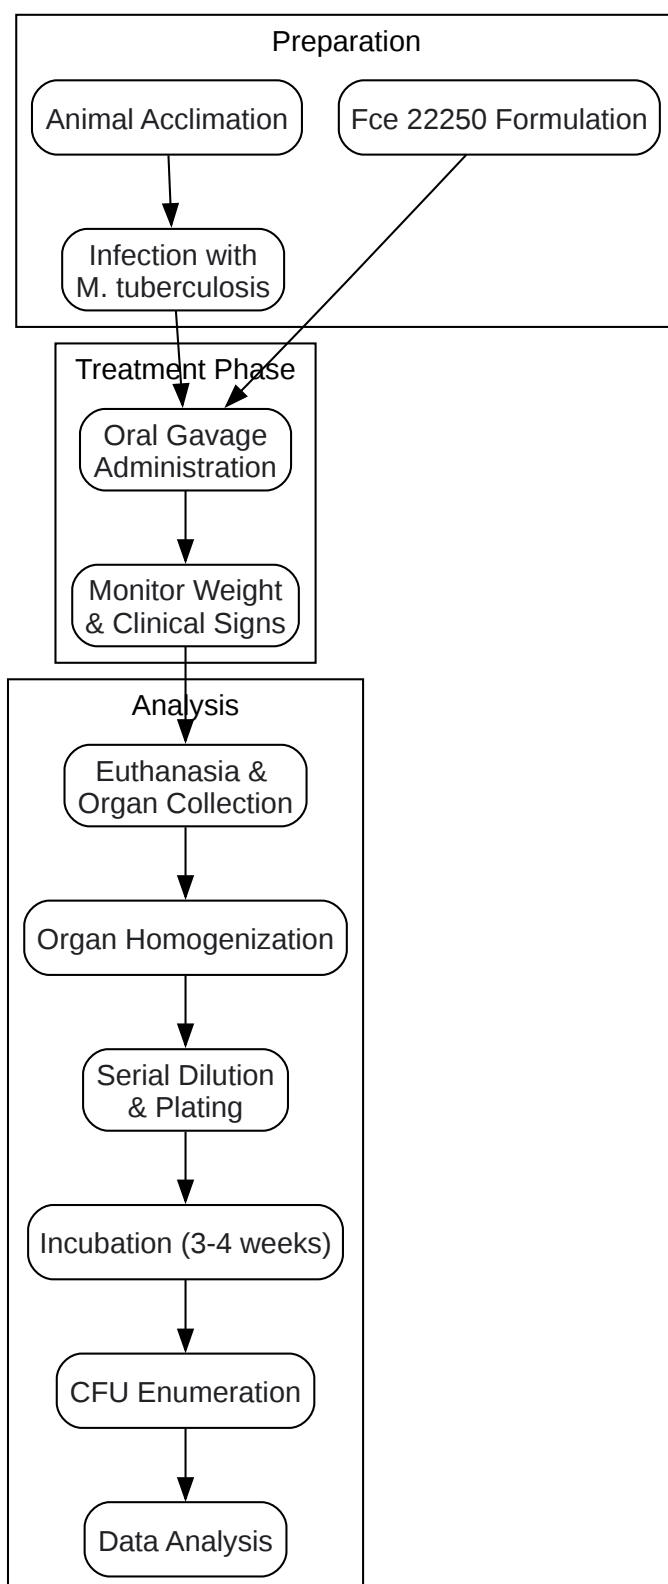 Preparation
Animal Acclimation
Fce 22250 Formulation
Infection with
M. tuberculosis
Treatment Phase
Oral Gavage
Administration
Monitor Weight
& Clinical Signs
Analysis
Euthanasia &
Organ Collection
Organ Homogenization
Serial Dilution
& Plating
Incubation (3-4 weeks)
CFU Enumeration
Data Analysis